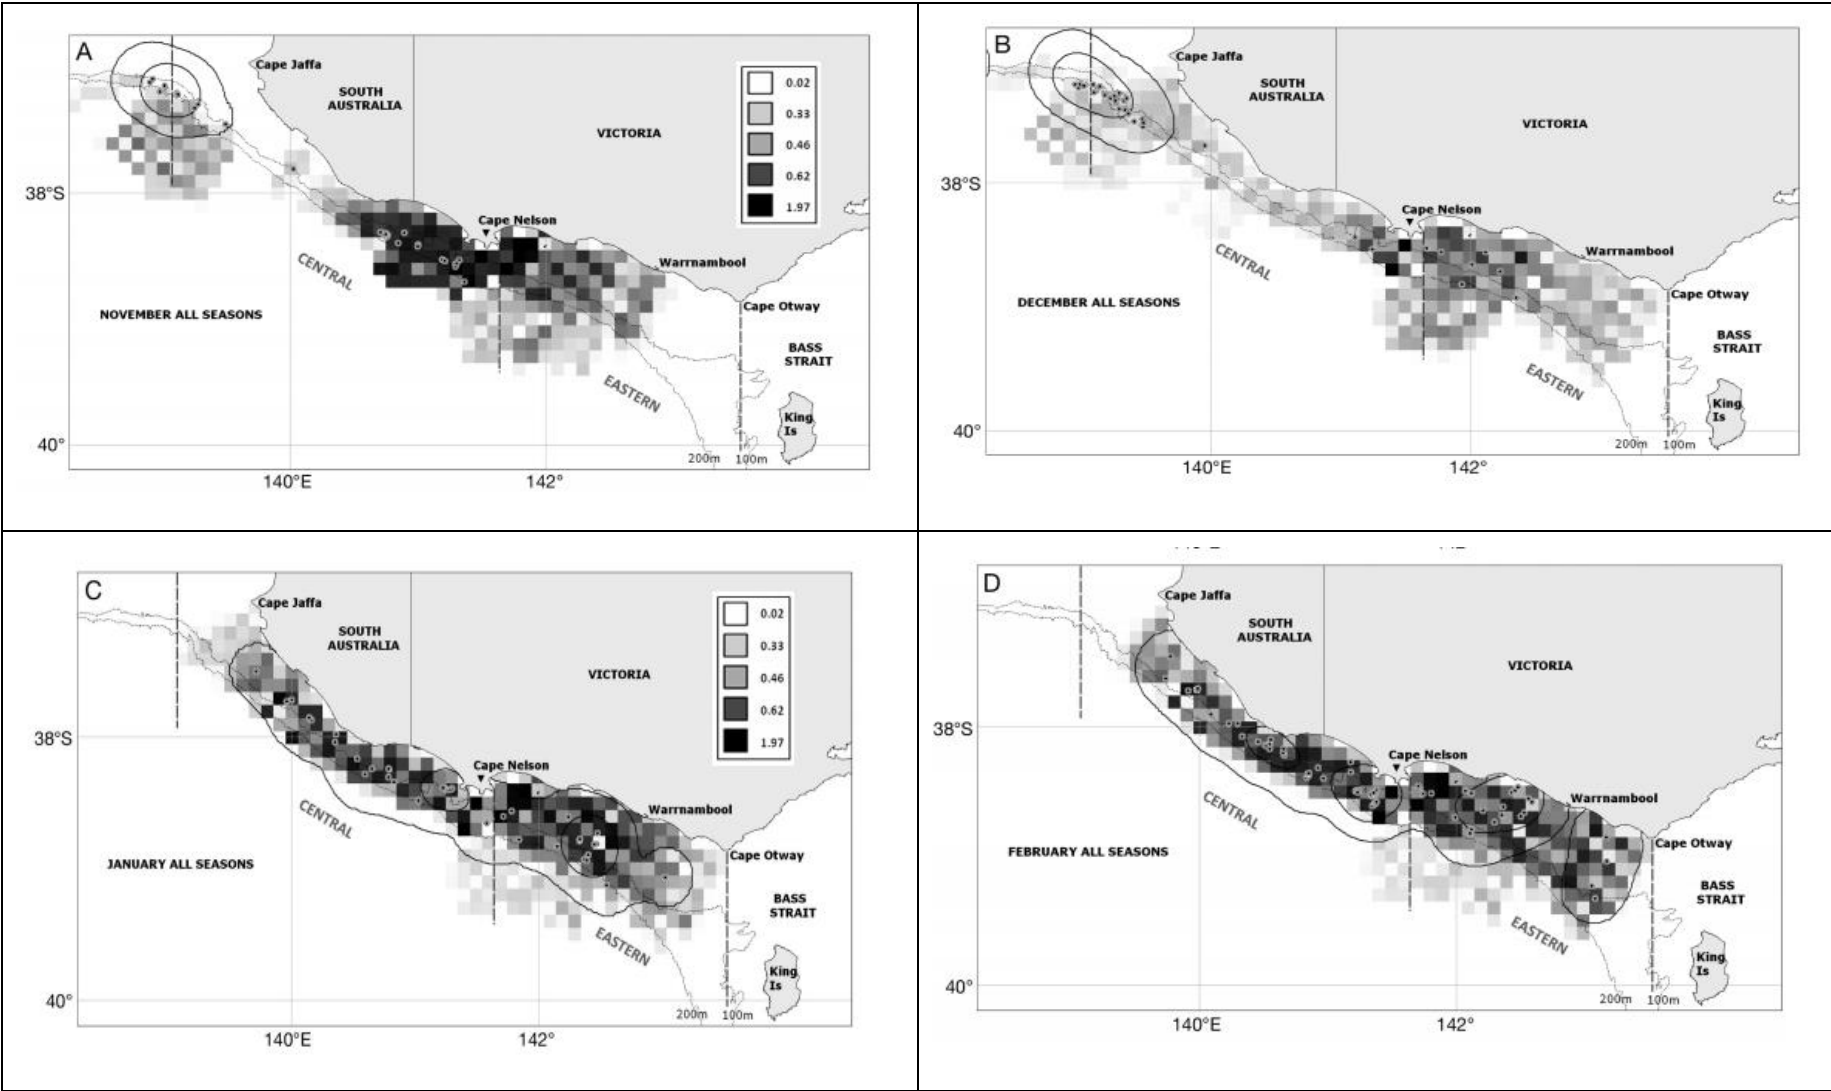 A
Cape Jaffa
SOUTH
AUSTRALIA
VICTORIA
0.02
0.33
0.46
0.62
1.97
38°S
Cape Nelson
CENTRAL
Warrnambool
Cape Otway
NOVEMBER ALL SEASONS
BASS
STRAIT
EASTERN
King
Is
40°
200m
100m
140°E
142°
B
Cape Jaffa
SOUTH
AUSTRALIA
VICTORIA
38°S
Cape Nelson
CENTRAL
Warrnambool
Cape Otway
DECEMBER ALL SEASONS
BASS
STRAIT
EASTERN
King
Is
40°
200m
100m
140°E
142°
C
Cape Jaffa
SOUTH
AUSTRALIA
VICTORIA
0.02
0.33
0.46
0.62
1.97
38°S
Cape Nelson
CENTRAL
Warrnambool
Cape Otway
JANUARY ALL SEASONS
BASS
STRAIT
EASTERN
King
Is
40°
200m
100m
140°E
142°
D
Cape Jaffa
SOUTH
AUSTRALIA
VICTORIA
38°S
Cape Nelson
CENTRAL
Warrnambool
Cape Otway
FEBRUARY ALL SEASONS
BASS
STRAIT
EASTERN
King
Is
40°
200m
100m
140°E
142°